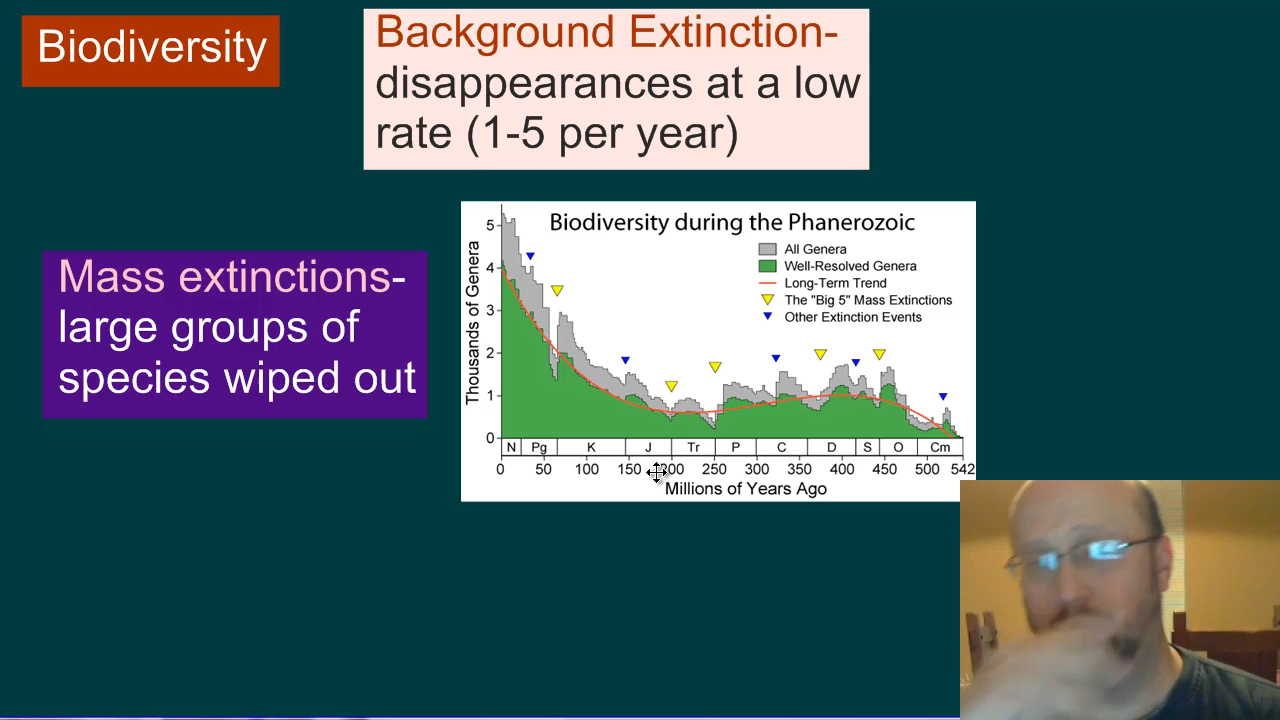 Biodiversity
Background Extinction-
disappearances at a low
rate (1-5 per year)
Mass extinctions-
large groups of
species wiped out
Biodiversity during the Phanerozoic
All Genera
Well-Resolved Genera
Long-Term Trend
The "Big 5" Mass Extinctions
Other Extinction Events
Thousands of Genera
5
4
3
2
1
0
N Pg K J Tr P C D S O Cm
0 50 100 150 200 250 300 350 400 450 500 542
Millions of Years Ago